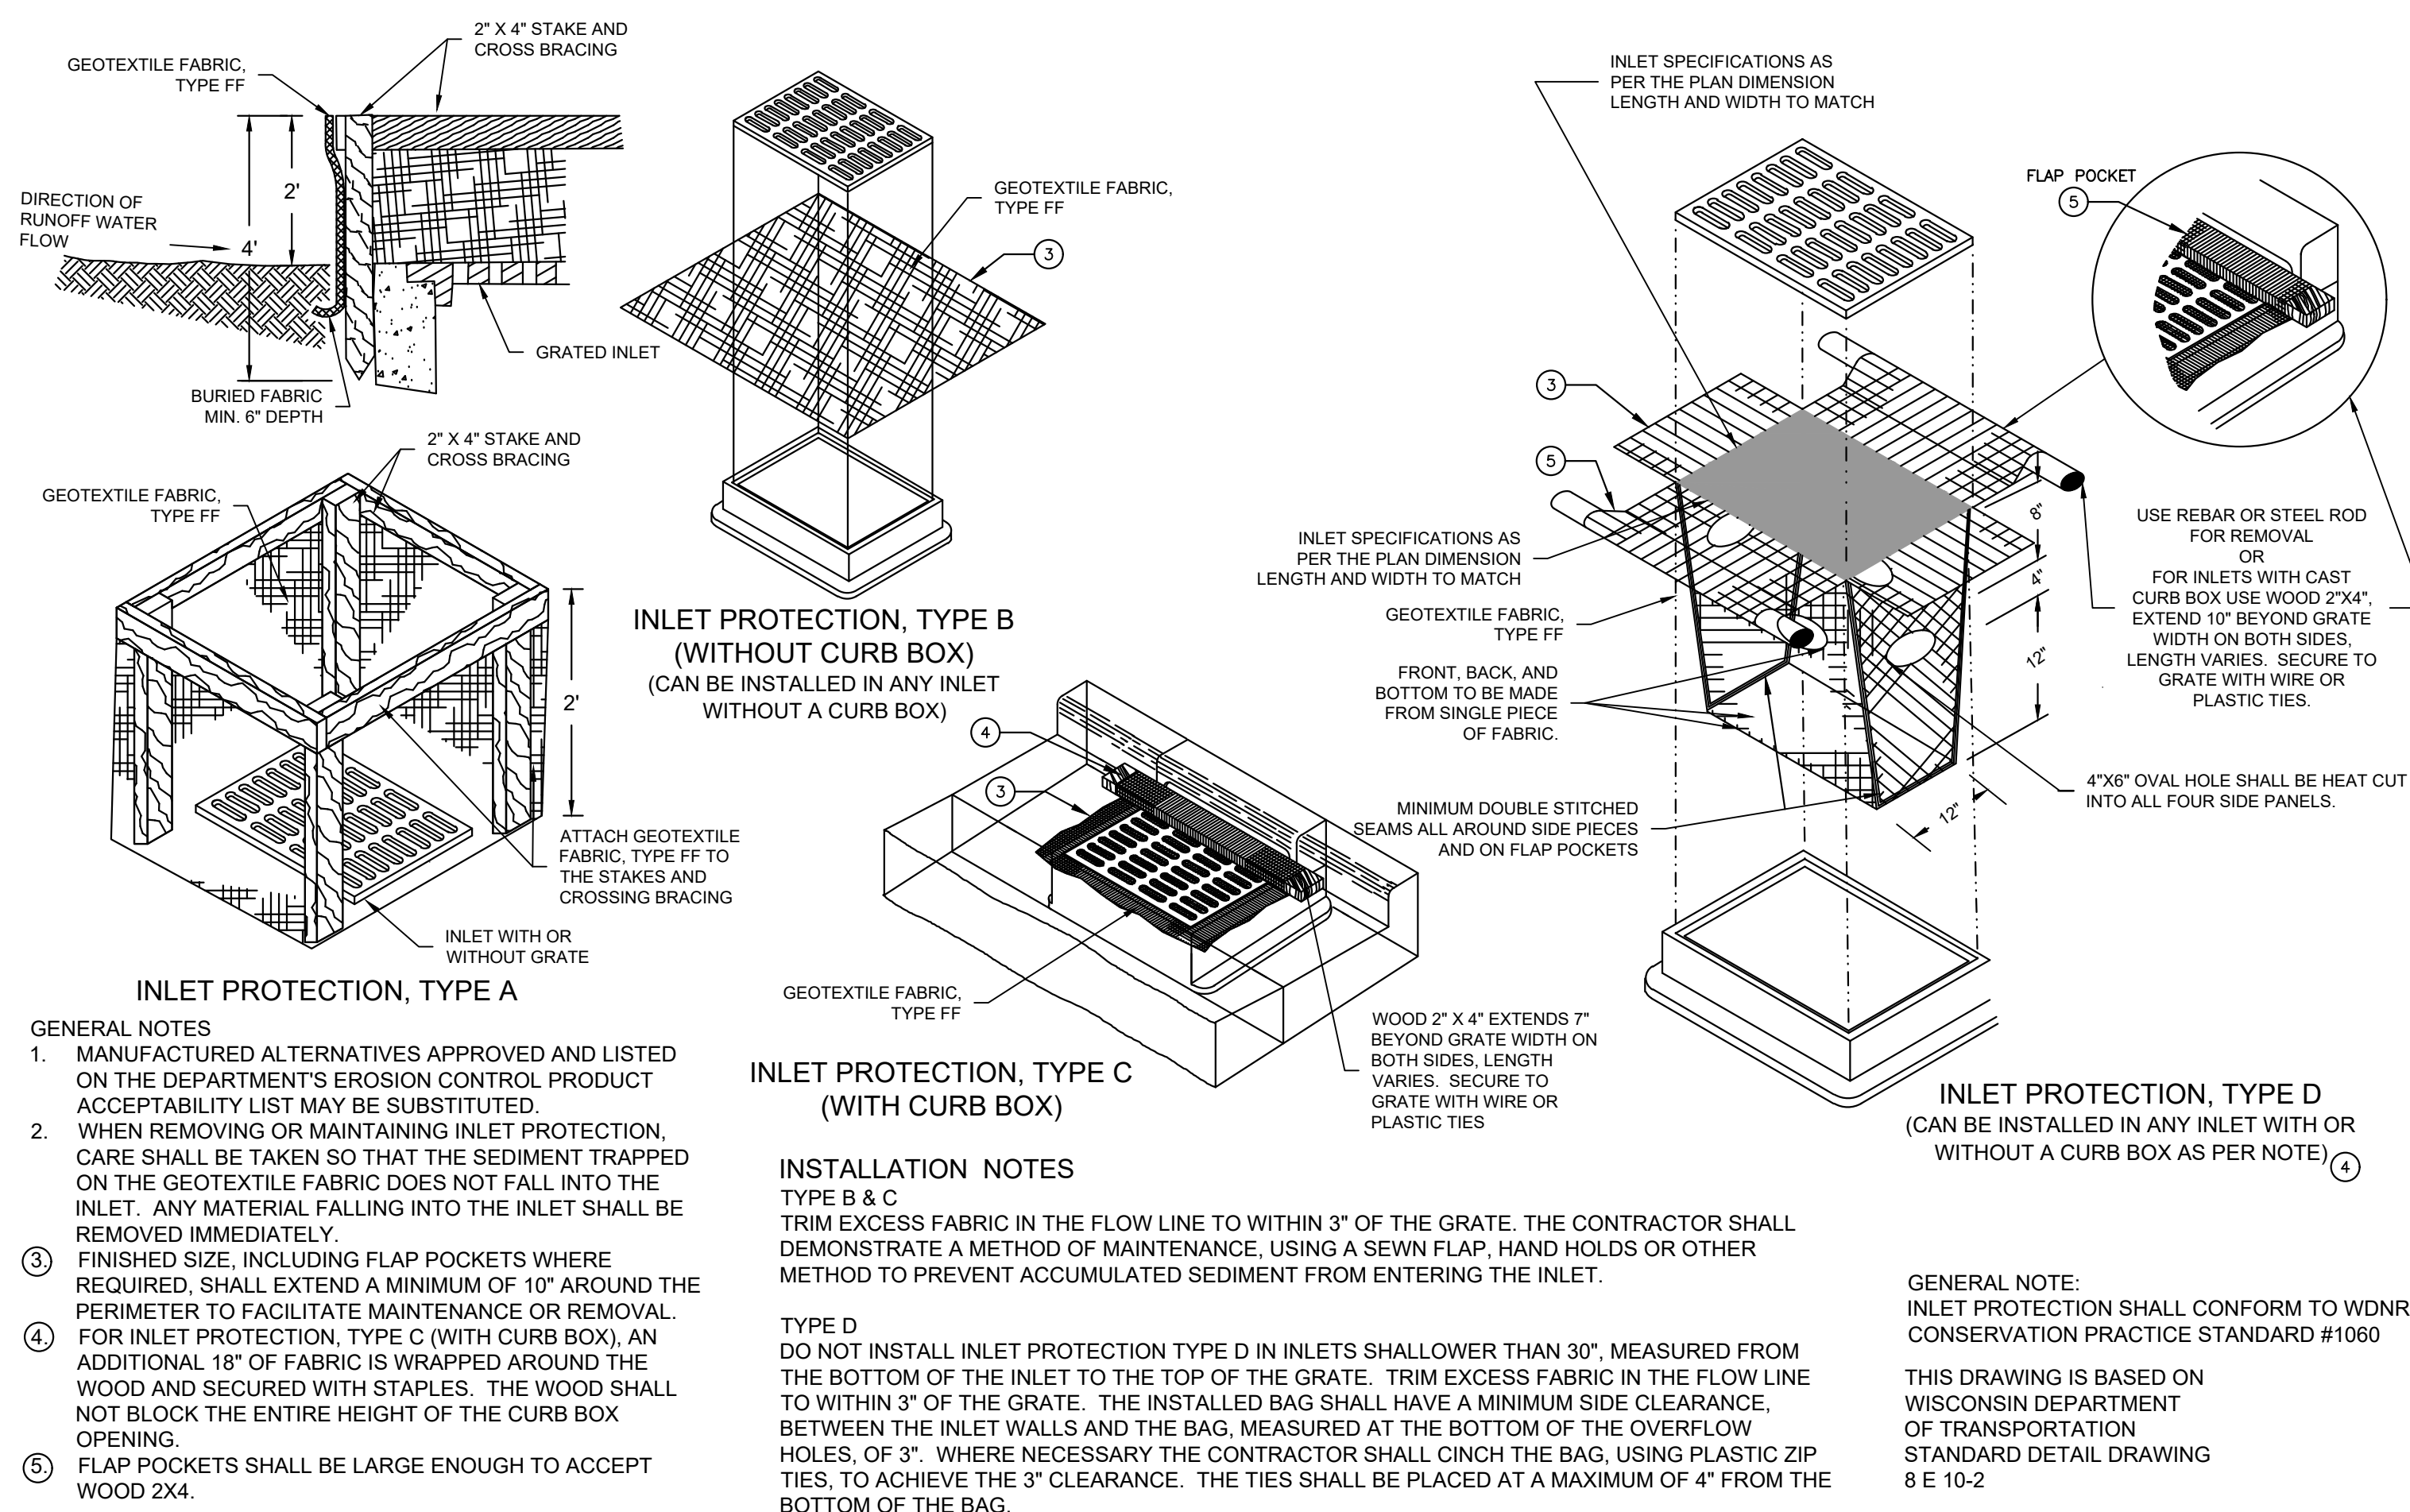 2" X 4" STAKE AND
CROSS BRACING
GEOTEXTILE FABRIC,
TYPE FF
2'
4'
DIRECTION OF
RUNOFF WATER
FLOW
GRATED INLET
BURIED FABRIC
MIN. 6" DEPTH
2" X 4" STAKE AND
CROSS BRACING
GEOTEXTILE FABRIC,
TYPE FF
2'
ATTACH GEOTEXTILE
FABRIC, TYPE FF TO
THE STAKES AND
CROSSING BRACING
INLET WITH OR
WITHOUT GRATE
INLET PROTECTION, TYPE A
GEOTEXTILE FABRIC,
TYPE FF
3
INLET PROTECTION, TYPE B
(WITHOUT CURB BOX)
(CAN BE INSTALLED IN ANY INLET
WITHOUT A CURB BOX)
4
3
GEOTEXTILE FABRIC,
TYPE FF
WOOD 2" X 4" EXTENDS 7"
BEYOND GRATE WIDTH ON
BOTH SIDES, LENGTH
VARIES. SECURE TO
GRATE WITH WIRE OR
PLASTIC TIES
INLET PROTECTION, TYPE C
(WITH CURB BOX)
INLET SPECIFICATIONS AS
PER THE PLAN DIMENSION
LENGTH AND WIDTH TO MATCH
FLAP POCKET
5
3
5
INLET SPECIFICATIONS AS
PER THE PLAN DIMENSION
LENGTH AND WIDTH TO MATCH
GEOTEXTILE FABRIC,
TYPE FF
FRONT, BACK, AND
BOTTOM TO BE MADE
FROM SINGLE PIECE
OF FABRIC.
MINIMUM DOUBLE STITCHED
SEAMS ALL AROUND SIDE PIECES
AND ON FLAP POCKETS
8"
4"
12"
12"
USE REBAR OR STEEL ROD
FOR REMOVAL
OR
FOR INLETS WITH CAST
CURB BOX USE WOOD 2"X4",
EXTEND 10" BEYOND GRATE
WIDTH ON BOTH SIDES,
LENGTH VARIES. SECURE TO
GRATE WITH WIRE OR
PLASTIC TIES.
4"X6" OVAL HOLE SHALL BE HEAT CUT
INTO ALL FOUR SIDE PANELS.
INLET PROTECTION, TYPE D
(CAN BE INSTALLED IN ANY INLET WITH OR
WITHOUT A CURB BOX AS PER NOTE) 4
GENERAL NOTES
1. MANUFACTURED ALTERNATIVES APPROVED AND LISTED
ON THE DEPARTMENT'S EROSION CONTROL PRODUCT
ACCEPTABILITY LIST MAY BE SUBSTITUTED.
2. WHEN REMOVING OR MAINTAINING INLET PROTECTION,
CARE SHALL BE TAKEN SO THAT THE SEDIMENT TRAPPED
ON THE GEOTEXTILE FABRIC DOES NOT FALL INTO THE
INLET. ANY MATERIAL FALLING INTO THE INLET SHALL BE
REMOVED IMMEDIATELY.
3. FINISHED SIZE, INCLUDING FLAP POCKETS WHERE
REQUIRED, SHALL EXTEND A MINIMUM OF 10" AROUND THE
PERIMETER TO FACILITATE MAINTENANCE OR REMOVAL.
4. FOR INLET PROTECTION, TYPE C (WITH CURB BOX), AN
ADDITIONAL 18" OF FABRIC IS WRAPPED AROUND THE
WOOD AND SECURED WITH STAPLES. THE WOOD SHALL
NOT BLOCK THE ENTIRE HEIGHT OF THE CURB BOX
OPENING.
5. FLAP POCKETS SHALL BE LARGE ENOUGH TO ACCEPT
WOOD 2X4.
INSTALLATION NOTES
TYPE B & C
TRIM EXCESS FABRIC IN THE FLOW LINE TO WITHIN 3" OF THE GRATE. THE CONTRACTOR SHALL
DEMONSTRATE A METHOD OF MAINTENANCE, USING A SEWN FLAP, HAND HOLDS OR OTHER
METHOD TO PREVENT ACCUMULATED SEDIMENT FROM ENTERING THE INLET.
TYPE D
DO NOT INSTALL INLET PROTECTION TYPE D IN INLETS SHALLOWER THAN 30", MEASURED FROM
THE BOTTOM OF THE INLET TO THE TOP OF THE GRATE. TRIM EXCESS FABRIC IN THE FLOW LINE
TO WITHIN 3" OF THE GRATE. THE INSTALLED BAG SHALL HAVE A MINIMUM SIDE CLEARANCE,
BETWEEN THE INLET WALLS AND THE BAG, MEASURED AT THE BOTTOM OF THE OVERFLOW
HOLES, OF 3". WHERE NECESSARY THE CONTRACTOR SHALL CINCH THE BAG, USING PLASTIC ZIP
TIES, TO ACHIEVE THE 3" CLEARANCE. THE TIES SHALL BE PLACED AT A MAXIMUM OF 4" FROM THE
BOTTOM OF THE BAG.
GENERAL NOTE:
INLET PROTECTION SHALL CONFORM TO WDNR
CONSERVATION PRACTICE STANDARD #1060
THIS DRAWING IS BASED ON
WISCONSIN DEPARTMENT
OF TRANSPORTATION
STANDARD DETAIL DRAWING
8 E 10-2